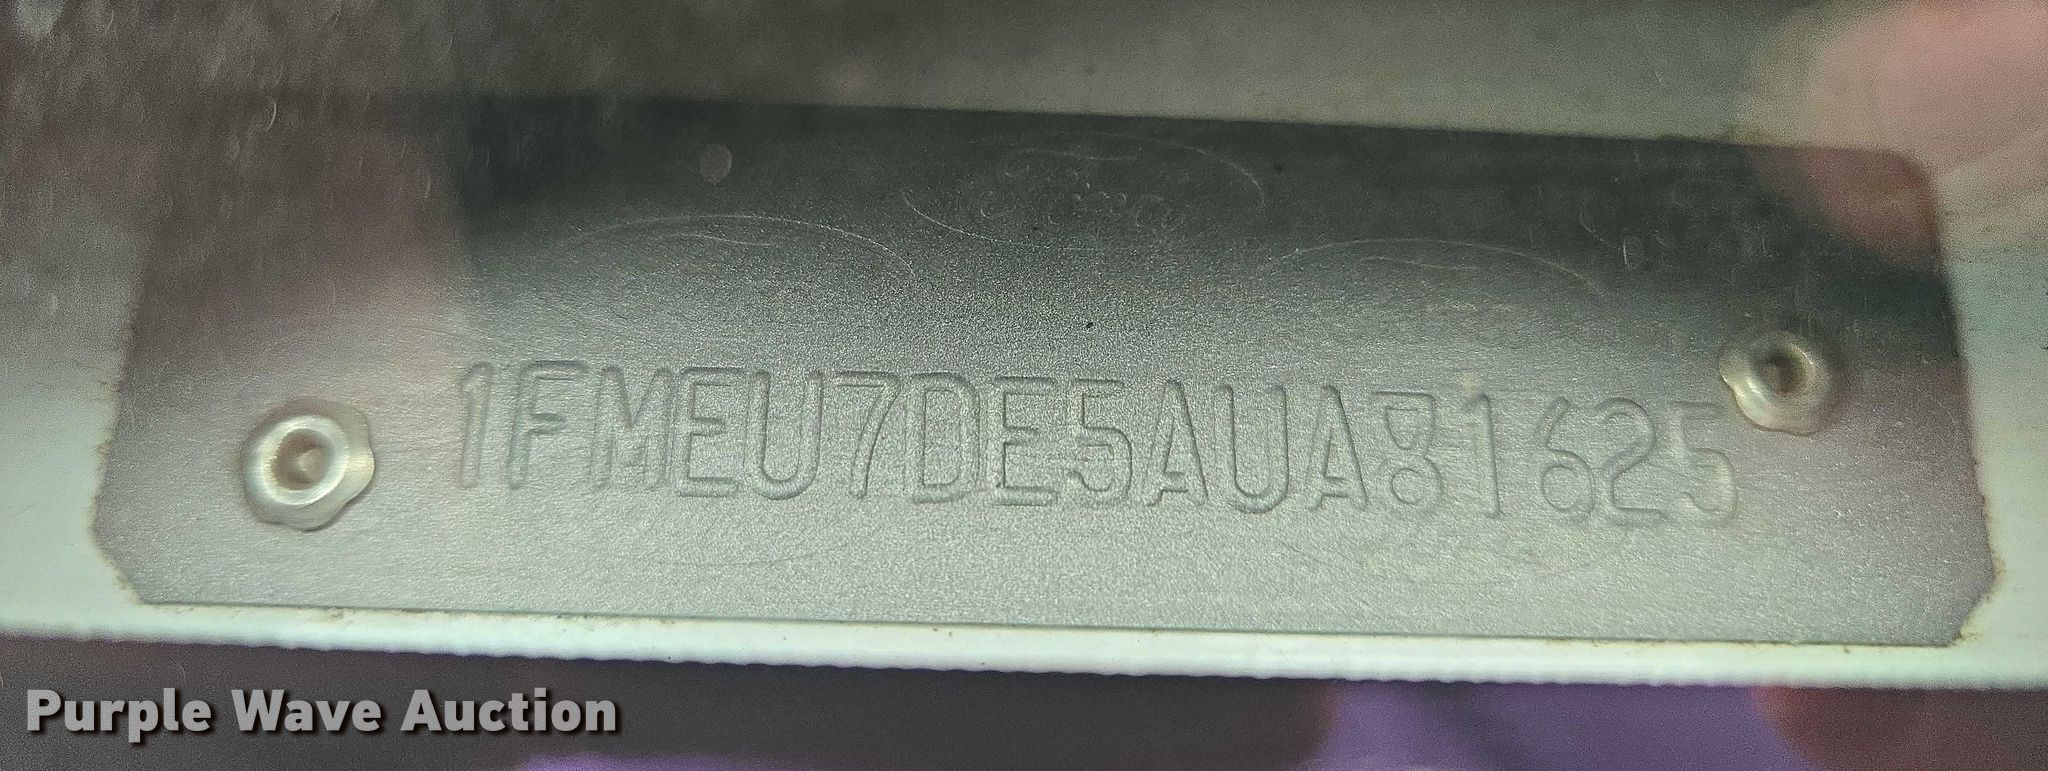 1FMEU7DE5AUA81625
Purple Wave Auction